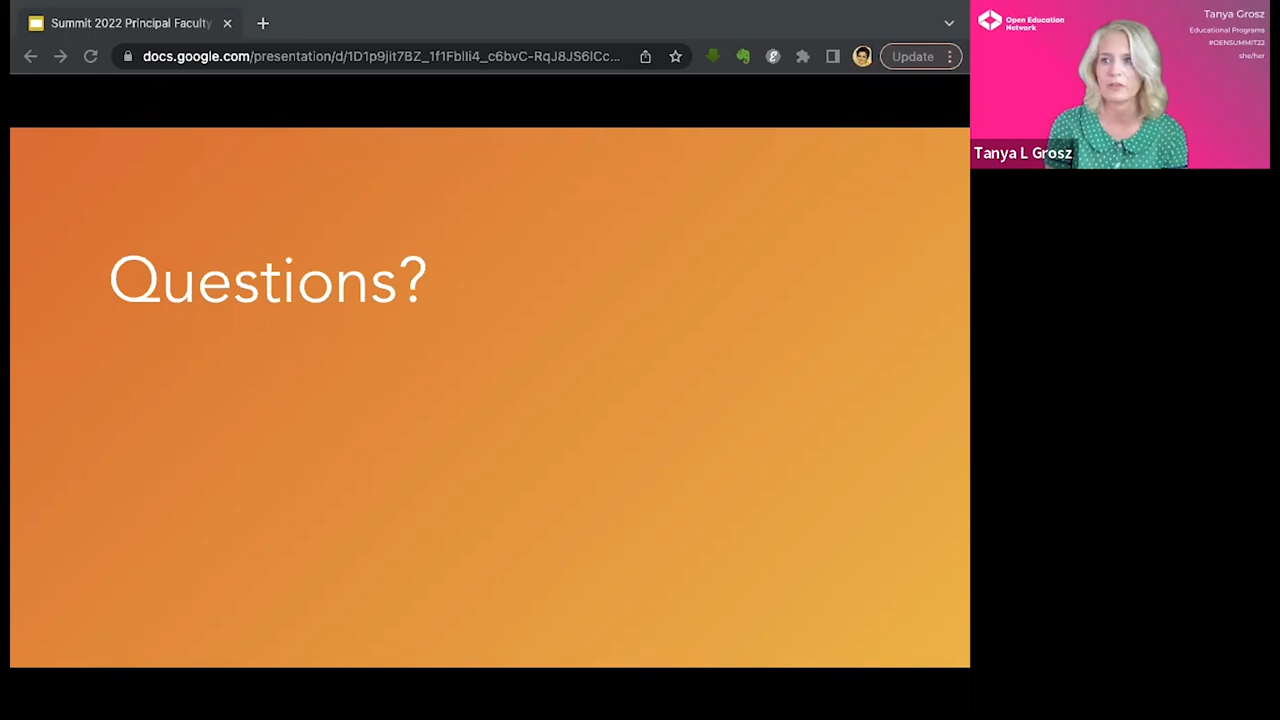 Summit 2022 Principal Faculty
docs.google.com/presentation/d/1D1p9jit7BZ_1f1Fblli4_c6bvC-RqJ8JS6lCc...
Update
Open Education
Network
Tanya Grosz
Educational Programs
#OENSUMMIT22
she/her
Tanya L Grosz
Questions?